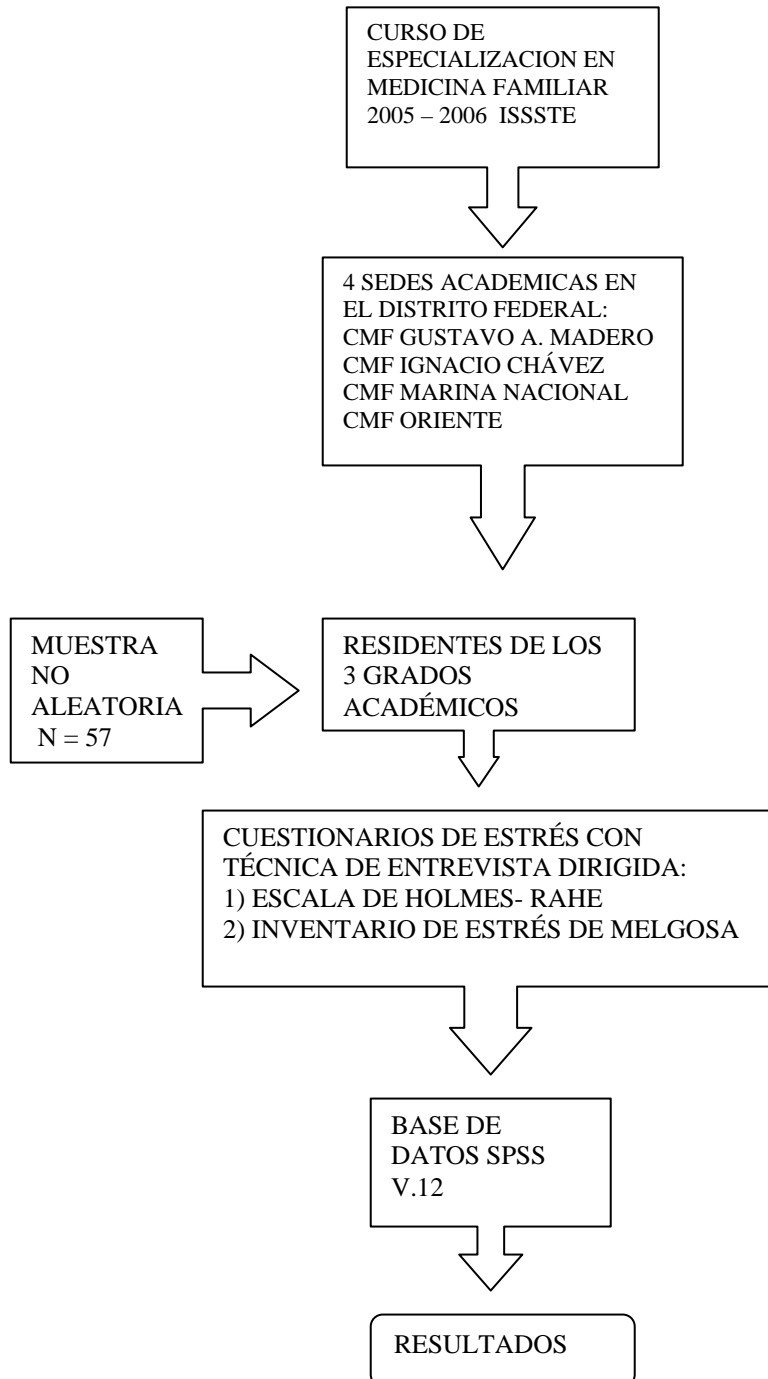 CURSO DE
ESPECIALIZACION EN
MEDICINA FAMILIAR
2005 – 2006 ISSSTE
4 SEDES ACADEMICAS EN
EL DISTRITO FEDERAL:
CMF GUSTAVO A. MADERO
CMF IGNACIO CHÁVEZ
CMF MARINA NACIONAL
CMF ORIENTE
MUESTRA
NO
ALEATORIA
N = 57
RESIDENTES DE LOS
3 GRADOS
ACADÉMICOS
CUESTIONARIOS DE ESTRÉS CON
TÉCNICA DE ENTREVISTA DIRIGIDA:
1) ESCALA DE HOLMES- RAHE
2) INVENTARIO DE ESTRÉS DE MELGOSA
BASE DE
DATOS SPSS
V.12
RESULTADOS